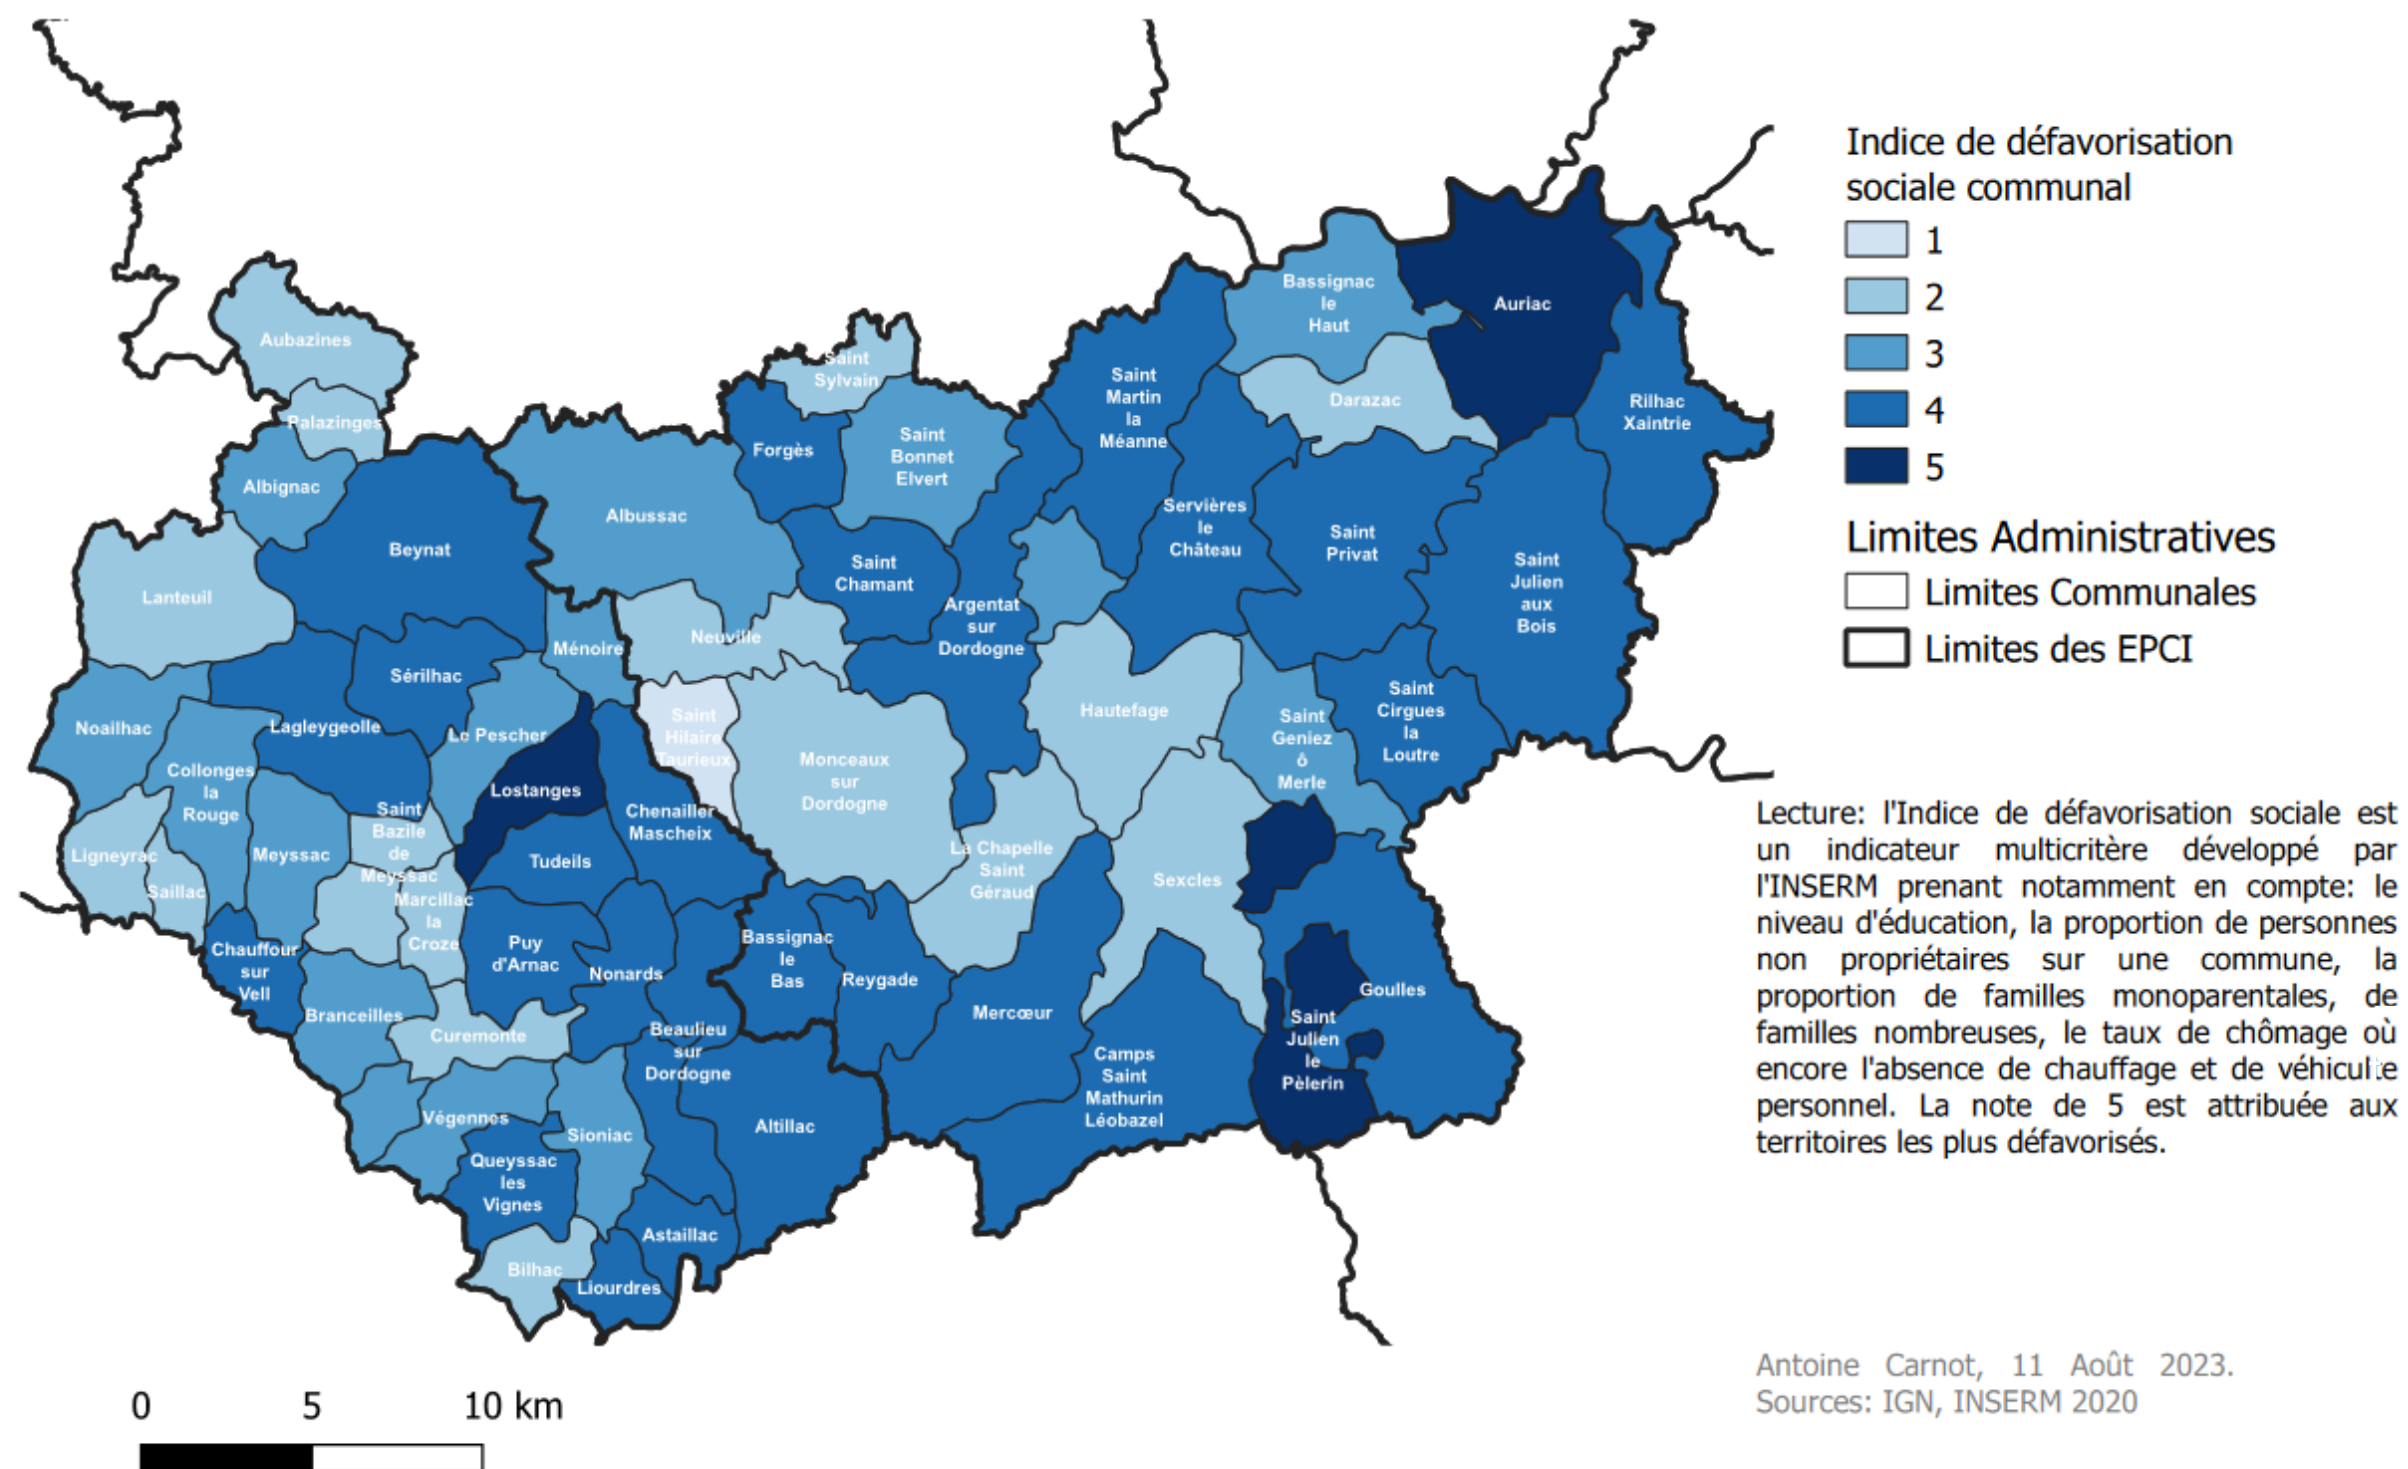 Indice de défavorisation
sociale communal
1
2
3
4
5
Limites Administratives
Limites Communales
Limites des EPCI
Lecture: l'Indice de défavorisation sociale est
un indicateur multicritère développé par
l'INSERM prenant notamment en compte: le
niveau d'éducation, la proportion de personnes
non propriétaires sur une commune, la
proportion de familles monoparentales, de
familles nombreuses, le taux de chômage où
encore l'absence de chauffage et de véhicule
personnel. La note de 5 est attribuée aux
territoires les plus défavorisés.
Antoine Carnot, 11 Août 2023.
Sources: IGN, INSERM 2020
Aubazines
Palazinges
Albignac
Lanteuil
Beynat
Albussac
Forgès
Saint
Sylvain
Saint
Bonnet
Elvert
Saint
Chamant
Saint
Martin
la
Méanne
Bassignac
le
Haut
Auriac
Darazac
Rilhac
Xaintrie
Servières
le
Château
Saint
Privat
Saint
Julien
aux
Bois
Argentat
sur
Dordogne
Neuville
Ménoire
Sérilhac
Noailhac
Lagleygeolle
Le Pescher
Saint
Hilaire
Taurieux
Monceaux
sur
Dordogne
Hautefage
Saint
Geniez
ô
Merle
Saint
Cirgues
la
Loutre
Collonges
la
Rouge
Lostanges
Chenailler
Mascheix
Ligneyrac
Saillac
Meyssac
Saint
Bazile
de
Meyssac
Marcillac
la
Croze
Tudeils
La Chapelle
Saint
Géraud
Sexcles
Chauffour
sur
Vell
Puy
d'Arnac
Nonards
Bassignac
le
Bas
Reygade
Mercœur
Goulles
Saint
Julien
le
Pèlerin
Branceilles
Curemonte
Beaulieu
sur
Dordogne
Camps
Saint
Mathurin
Léobazel
Végennes
Sioniac
Altillac
Queyssac
les
Vignes
Astaillac
Bilhac
Liourdres
0 5 10 km